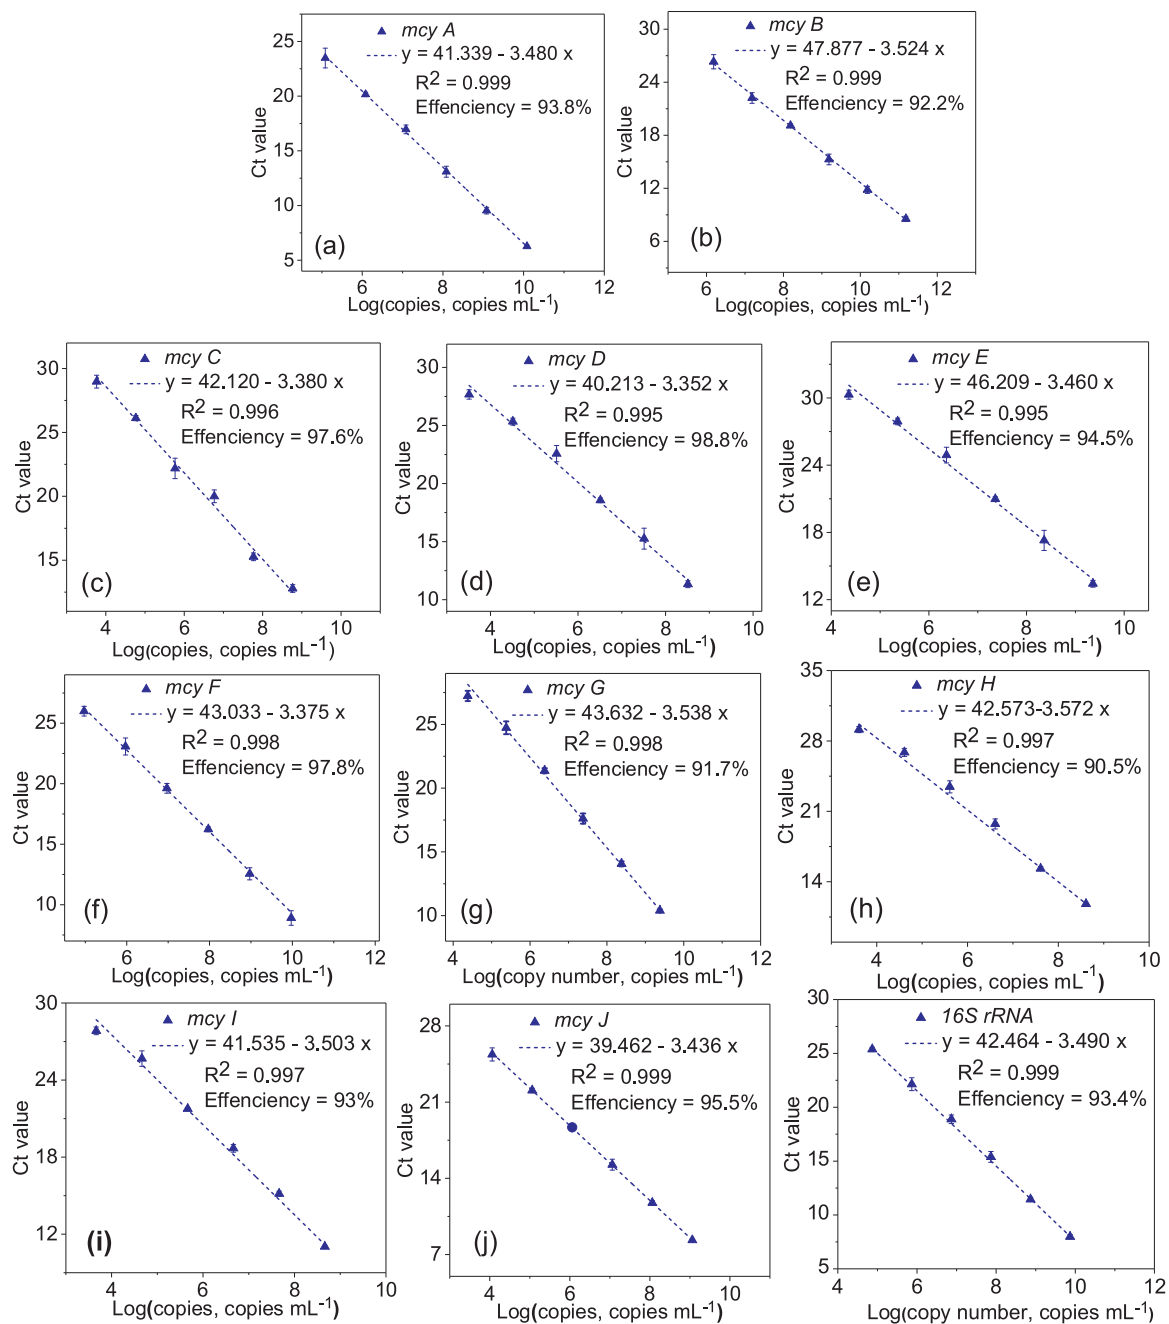 mcy A
y = 41.339 - 3.480 x
R2 = 0.999
Effenciency = 93.8%
25
20
15
10
5
Ct value
(a)
6 8 10 12
Log(copies, copies mL-1)
mcy B
y = 47.877 - 3.524 x
R2 = 0.999
Effenciency = 92.2%
30
26
24
18
12
6
Ct value
(b)
6 8 10 12
Log(copies, copies mL-1)
mcy C
y = 42.120 - 3.380 x
R2 = 0.996
Effenciency = 97.6%
30
25
20
15
Ct value
(c)
4 6 8 10
Log(copies, copies mL-1)
mcy D
y = 40.213 - 3.352 x
R2 = 0.995
Effenciency = 98.8%
30
25
20
15
10
Ct value
(d)
4 6 8 10
Log(copies, copies mL-1)
mcy E
y = 46.209 - 3.460 x
R2 = 0.995
Effenciency = 94.5%
30
24
18
12
Ct value
(e)
4 6 8 10
Log(copies, copies mL-1)
mcy F
y = 43.033 - 3.375 x
R2 = 0.998
Effenciency = 97.8%
25
20
15
10
Ct value
(f)
6 8 10 12
Log(copies, copies mL-1)
mcy G
y = 43.632 - 3.538 x
R2 = 0.998
Effenciency = 91.7%
25
20
15
10
Ct value
(g)
4 6 8 10 12
Log(copy number, copies mL-1)
mcy H
y = 42.573-3.572 x
R2 = 0.997
Effenciency = 90.5%
35
28
21
14
Ct value
(h)
4 6 8 10
Log(copies, copies mL-1)
mcy I
y = 41.535 - 3.503 x
R2 = 0.997
Effenciency = 93%
30
24
18
12
Ct value
(i)
4 6 8 10
Log(copies, copies mL-1)
mcy J
y = 39.462 - 3.436 x
R2 = 0.999
Effenciency = 95.5%
28
21
14
7
Ct value
(j)
4 6 8 10
Log(copies, copies mL-1)
16S rRNA
y = 42.464 - 3.490 x
R2 = 0.999
Effenciency = 93.4%
30
25
20
15
10
5
Ct value
4 6 8 10 12
Log(copy number, copies mL-1)